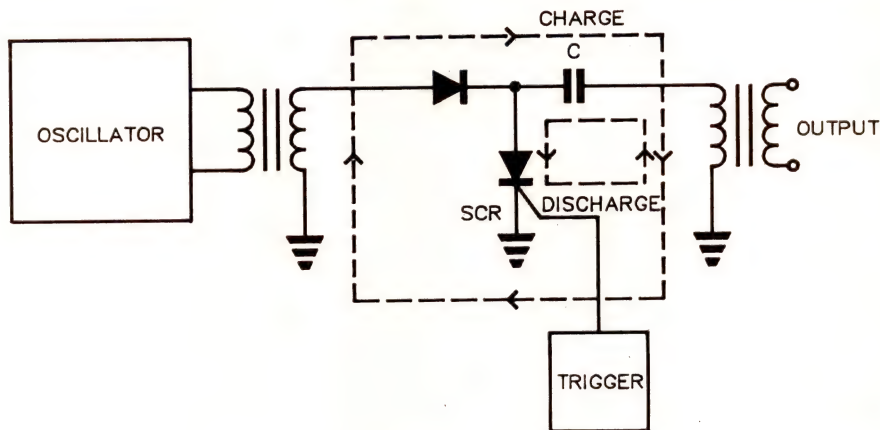 CHARGE
C
OSCILLATOR
OUTPUT
SCR
DISCHARGE
TRIGGER